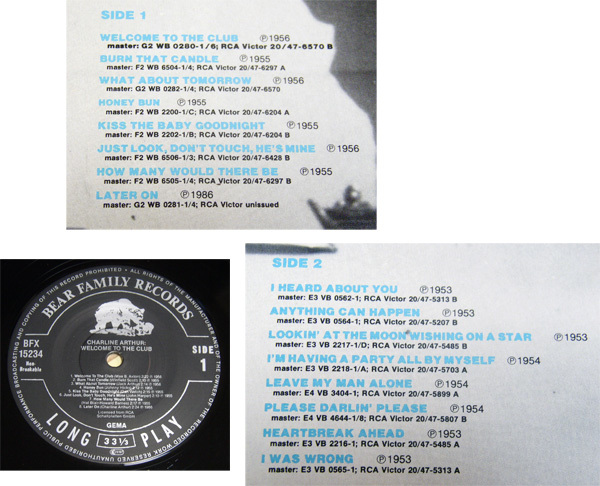 SIDE 1
WELCOME TO THE CLUB ℗1956
master: G2 WB 0280-1/6; RCA Victor 20/47-6570 B
BURN THAT CANDLE ℗1955
master: F2 WB 6504-1/4; RCA Victor 20/47-6297 A
WHAT ABOUT TOMORROW ℗1956
master: G2 WB 0282-1/4; RCA Victor 20/47-6570
HONEY BUN ℗1955
master: F2 WB 2200-1/C; RCA Victor 20/47-6204 A
KISS THE BABY GOODNIGHT ℗1955
master: F2 WB 2202-1/B; RCA Victor 20/47-6204 B
JUST LOOK, DON'T TOUCH, HE'S MINE ℗1956
master: F2 WB 6506-1/3; RCA Victor 20/47-6428 B
HOW MANY WOULD THERE BE ℗1955
master: F2 WB 6505-1/4; RCA Victor 20/47-6297 B
LATER ON ℗1986
master: G2 WB 0281-1/4; RCA Victor unissued
BEAR FAMILY RECORDS
BFX
15234
Non
Breakable
CHARLINE ARTHUR:
WELCOME TO THE CLUB
SIDE
1
GEMA
LONG 33⅓ PLAY
SIDE 2
I HEARD ABOUT YOU ℗1953
master: E3 VB 0562-1; RCA Victor 20/47-5313 B
ANYTHING CAN HAPPEN ℗1953
master: E3 VB 0564-1; RCA Victor 20/47-5207 B
LOOKIN' AT THE MOON WISHING ON A STAR ℗1953
master: E3 VB 2217-1/D; RCA Victor 20/47-5485 B
I'M HAVING A PARTY ALL BY MYSELF ℗1954
master: E3 VB 2218-1/A; RCA Victor 20/47-5703 A
LEAVE MY MAN ALONE ℗1954
master: E4 VB 3404-1; RCA Victor 20/47-5899 A
PLEASE DARLIN' PLEASE ℗1954
master: E4 VB 4644-1/8; RCA Victor 20/47-5807 B
HEARTBREAK AHEAD ℗1953
master: E3 VB 2216-1; RCA Victor 20/47-5485 A
I WAS WRONG ℗1953
master: E3 VB 0565-1; RCA Victor 20/47-5313 A